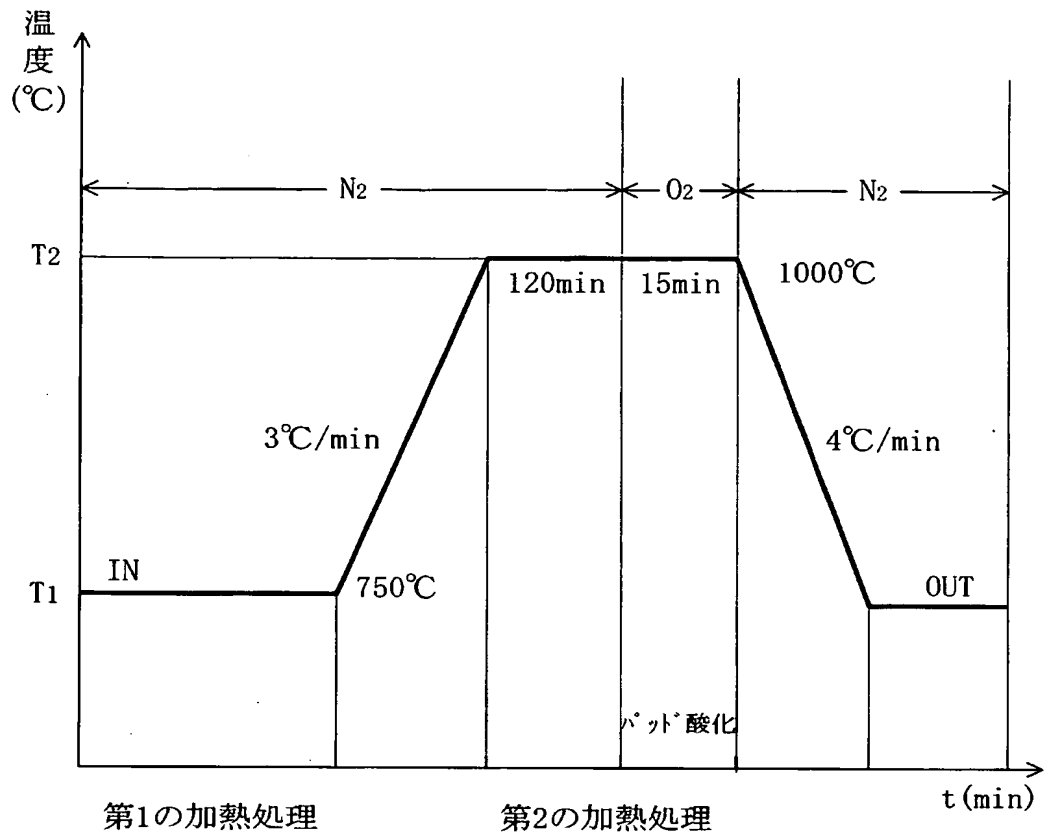 温
度
(℃)
N2
O2
N2
T2
120min
15min
1000℃
3℃/min
4℃/min
IN
T1
750℃
OUT
パッド酸化
t(min)
第1の加熱処理
第2の加熱処理